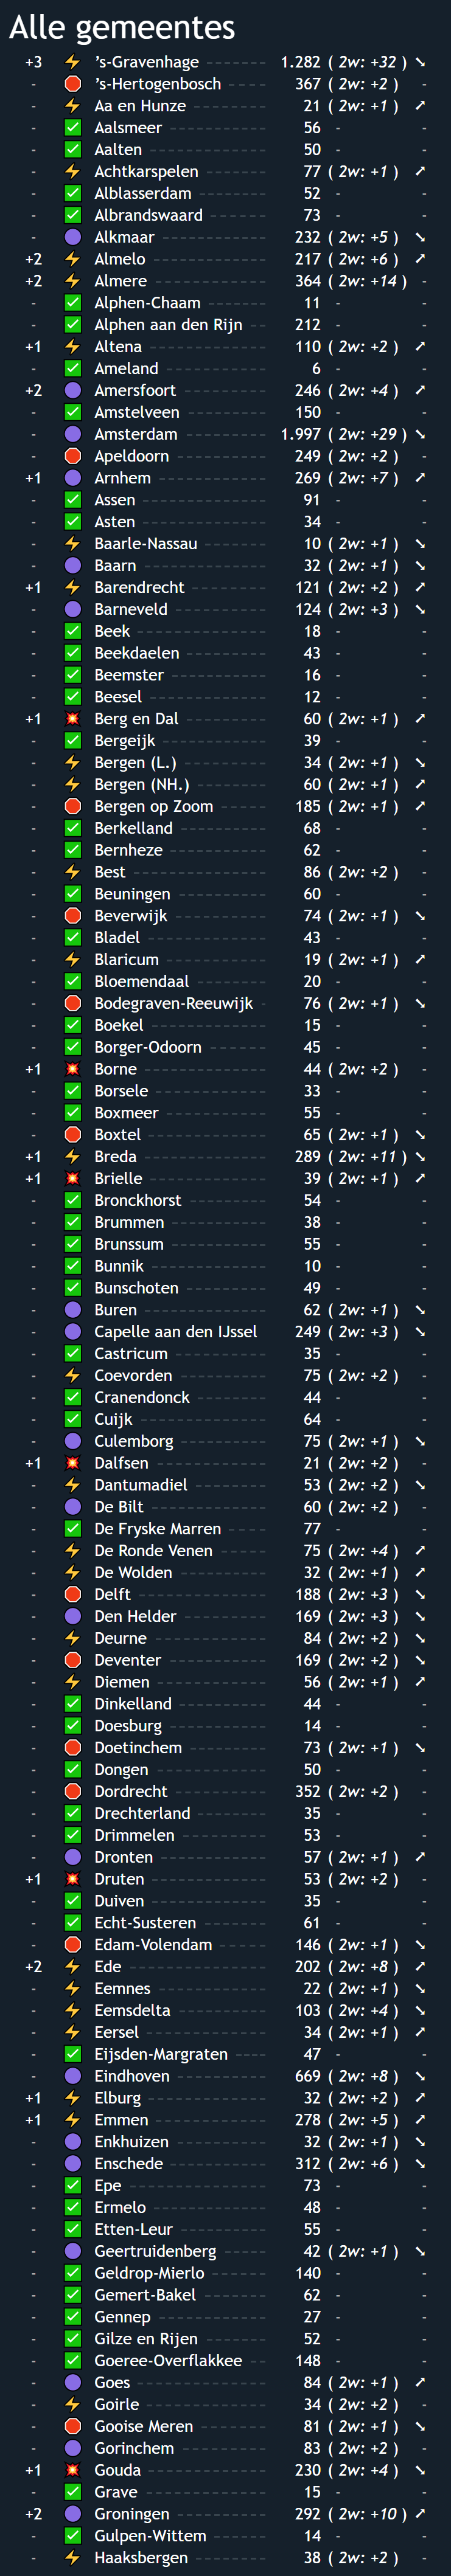 Alle gemeentes
+3 ⚡ ’s-Gravenhage ------- 1.282 ( 2w: +32 ) ↘
- 🛑 ’s-Hertogenbosch ----- 367 ( 2w: +2 ) -
- ⚡ Aa en Hunze --------- 21 ( 2w: +1 ) ↗
- ✅ Aalsmeer ------------ 56 - -
- ✅ Aalten -------------- 50 - -
- ⚡ Achtkarspelen -------- 77 ( 2w: +1 ) ↗
- ✅ Alblasserdam -------- 52 - -
- ✅ Albrandswaard ------- 73 - -
- 🟣 Alkmaar ------------ 232 ( 2w: +5 ) ↘
+2 ⚡ Almelo ------------- 217 ( 2w: +6 ) ↗
+2 ⚡ Almere ------------- 364 ( 2w: +14 ) -
- ✅ Alphen-Chaam ------- 11 - -
- ✅ Alphen aan den Rijn -- 212 - -
+1 ⚡ Altena -------------- 110 ( 2w: +2 ) ↗
- ✅ Ameland ------------ 6 - -
+2 🟣 Amersfoort ---------- 246 ( 2w: +4 ) ↗
- ✅ Amstelveen ---------- 150 - -
- 🟣 Amsterdam ---------- 1.997 ( 2w: +29 ) ↘
- 🛑 Apeldoorn ----------- 249 ( 2w: +2 ) -
+1 🟣 Arnhem ------------- 269 ( 2w: +7 ) ↗
- ✅ Assen --------------- 91 - -
- ✅ Asten --------------- 34 - -
- ⚡ Baarle-Nassau ------- 10 ( 2w: +1 ) ↘
- 🟣 Baarn --------------- 32 ( 2w: +1 ) ↘
+1 ⚡ Barendrecht --------- 121 ( 2w: +2 ) ↗
- 🟣 Barneveld ----------- 124 ( 2w: +3 ) ↘
- ✅ Beek ---------------- 18 - -
- ✅ Beekdaelen ---------- 43 - -
- ✅ Beemster ------------ 16 - -
- ✅ Beesel -------------- 12 - -
+1 💥 Berg en Dal ---------- 60 ( 2w: +1 ) ↗
- ✅ Bergeijk ------------- 39 - -
- ⚡ Bergen (L.) ---------- 34 ( 2w: +1 ) ↘
- ⚡ Bergen (NH.) -------- 60 ( 2w: +1 ) ↗
- 🛑 Bergen op Zoom ------ 185 ( 2w: +1 ) ↗
- ✅ Berkelland ----------- 68 - -
- ✅ Bernheze ------------ 62 - -
- ⚡ Best ----------------- 86 ( 2w: +2 ) -
- ✅ Beuningen ----------- 60 - -
- 🛑 Beverwijk ------------ 74 ( 2w: +1 ) ↘
- ✅ Bladel --------------- 43 - -
- ⚡ Blaricum ------------- 19 ( 2w: +1 ) ↗
- ✅ Bloemendaal --------- 20 - -
- 🛑 Bodegraven-Reeuwijk - 76 ( 2w: +1 ) ↘
- ✅ Boekel -------------- 15 - -
- ✅ Borger-Odoorn ------- 45 - -
+1 💥 Borne --------------- 44 ( 2w: +2 ) -
- ✅ Borsele -------------- 33 - -
- ✅ Boxmeer ------------- 55 - -
- 🛑 Boxtel --------------- 65 ( 2w: +1 ) ↘
+1 ⚡ Breda --------------- 289 ( 2w: +11 ) ↘
+1 💥 Brielle --------------- 39 ( 2w: +1 ) ↗
- ✅ Bronckhorst ---------- 54 - -
- ✅ Brummen ------------ 38 - -
- ✅ Brunssum ------------ 55 - -
- ✅ Bunnik -------------- 10 - -
- ✅ Bunschoten ---------- 49 - -
- 🟣 Buren --------------- 62 ( 2w: +1 ) ↘
- 🟣 Capelle aan den IJssel 249 ( 2w: +3 ) ↘
- ✅ Castricum ------------ 35 - -
- ⚡ Coevorden ----------- 75 ( 2w: +2 ) -
- ✅ Cranendonck --------- 44 - -
- ✅ Cuijk ---------------- 64 - -
- 🟣 Culemborg ----------- 75 ( 2w: +1 ) ↘
+1 💥 Dalfsen -------------- 21 ( 2w: +2 ) -
- ⚡ Dantumadiel --------- 53 ( 2w: +2 ) ↘
- 🟣 De Bilt --------------- 60 ( 2w: +2 ) -
- ✅ De Fryske Marren ----- 77 - -
- ⚡ De Ronde Venen ------ 75 ( 2w: +4 ) ↗
- ⚡ De Wolden ----------- 32 ( 2w: +1 ) ↗
- 🛑 Delft ---------------- 188 ( 2w: +3 ) ↘
- 🟣 Den Helder ---------- 169 ( 2w: +3 ) ↘
- ⚡ Deurne -------------- 84 ( 2w: +2 ) ↘
- 🛑 Deventer ------------ 169 ( 2w: +2 ) ↘
- ⚡ Diemen -------------- 56 ( 2w: +1 ) ↗
- ✅ Dinkelland ----------- 44 - -
- ✅ Doesburg ------------ 14 - -
- 🛑 Doetinchem ---------- 73 ( 2w: +1 ) ↘
- ✅ Dongen -------------- 50 - -
- 🛑 Dordrecht ----------- 352 ( 2w: +2 ) -
- ✅ Drechterland --------- 35 - -
- ✅ Drimmelen ----------- 53 - -
- 🟣 Dronten ------------- 57 ( 2w: +1 ) ↗
+1 💥 Druten -------------- 53 ( 2w: +2 ) -
- ✅ Duiven --------------- 35 - -
- ✅ Echt-Susteren -------- 61 - -
- 🛑 Edam-Volendam ------ 146 ( 2w: +1 ) ↘
+2 ⚡ Ede ----------------- 202 ( 2w: +8 ) ↗
- ⚡ Eemnes -------------- 22 ( 2w: +1 ) ↘
- ⚡ Eemsdelta ----------- 103 ( 2w: +4 ) ↘
- ⚡ Eersel --------------- 34 ( 2w: +1 ) ↗
- ✅ Eijsden-Margraten ---- 47 - -
- 🟣 Eindhoven ----------- 669 ( 2w: +8 ) ↘
+1 ⚡ Elburg --------------- 32 ( 2w: +2 ) ↗
+1 ⚡ Emmen -------------- 278 ( 2w: +5 ) ↗
- 🟣 Enkhuizen ----------- 32 ( 2w: +1 ) ↘
- 🟣 Enschede ------------ 312 ( 2w: +6 ) ↘
- ✅ Epe ----------------- 73 - -
- ✅ Ermelo --------------- 48 - -
- ✅ Etten-Leur ----------- 55 - -
- 🟣 Geertruidenberg ------ 42 ( 2w: +1 ) ↘
- ✅ Geldrop-Mierlo ------- 140 - -
- ✅ Gemert-Bakel -------- 62 - -
- ✅ Gennep -------------- 27 - -
- ✅ Gilze en Rijen -------- 52 - -
- ✅ Goeree-Overflakkee -- 148 - -
- 🟣 Goes ---------------- 84 ( 2w: +1 ) ↗
- ⚡ Goirle --------------- 34 ( 2w: +2 ) -
- 🛑 Gooise Meren -------- 81 ( 2w: +1 ) ↘
- 🟣 Gorinchem ----------- 83 ( 2w: +2 ) -
+1 💥 Gouda --------------- 230 ( 2w: +4 ) ↘
- ✅ Grave --------------- 15 - -
+2 🟣 Groningen ----------- 292 ( 2w: +10 ) ↗
- ✅ Gulpen-Wittem ------- 14 - -
- ⚡ Haaksbergen --------- 38 ( 2w: +2 ) -